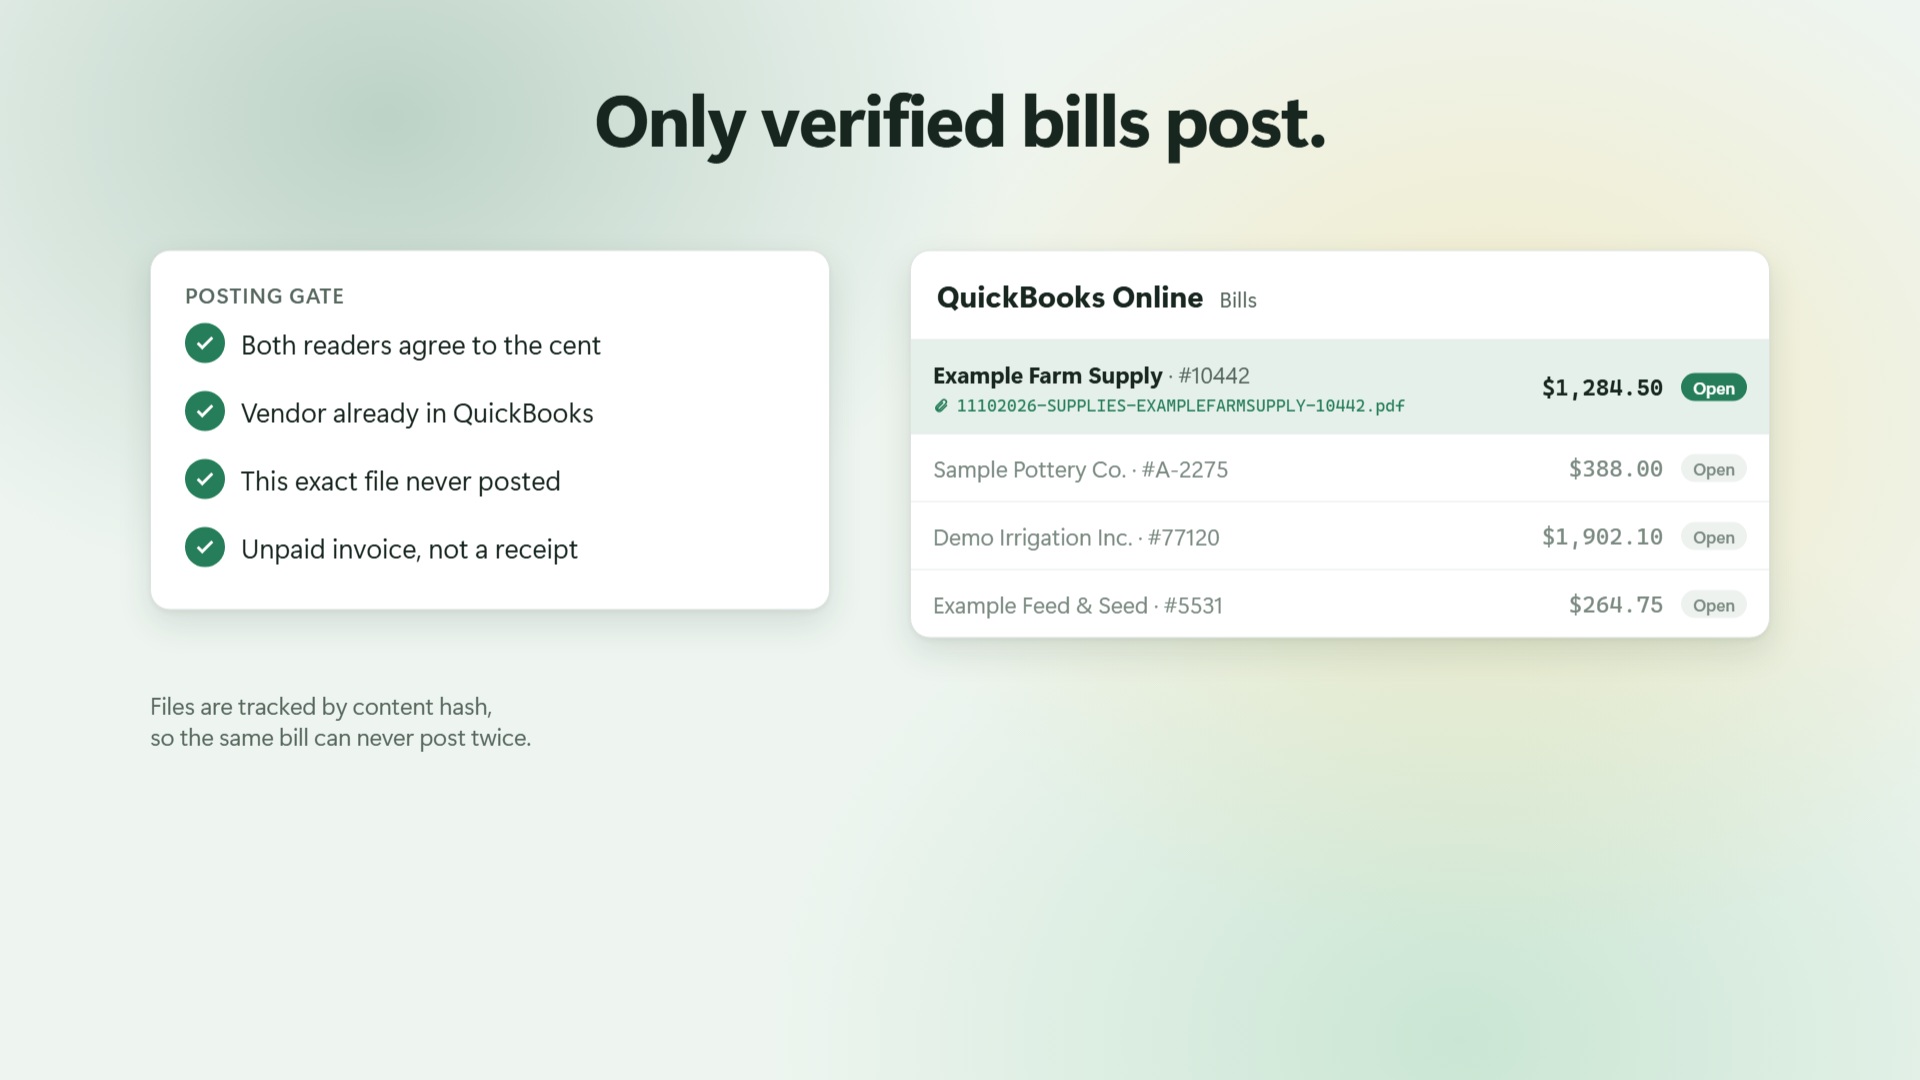 Only verified bills post.
POSTING GATE
Both readers agree to the cent
Vendor already in QuickBooks
This exact file never posted
Unpaid invoice, not a receipt
Files are tracked by content hash,
so the same bill can never post twice.
QuickBooks Online Bills
Example Farm Supply · #10442 $1,284.50 Open
11102026-SUPPLIES-EXAMPLEFARMSUPPLY-10442.pdf
Sample Pottery Co. · #A-2275 $388.00 Open
Demo Irrigation Inc. · #77120 $1,902.10 Open
Example Feed & Seed · #5531 $264.75 Open